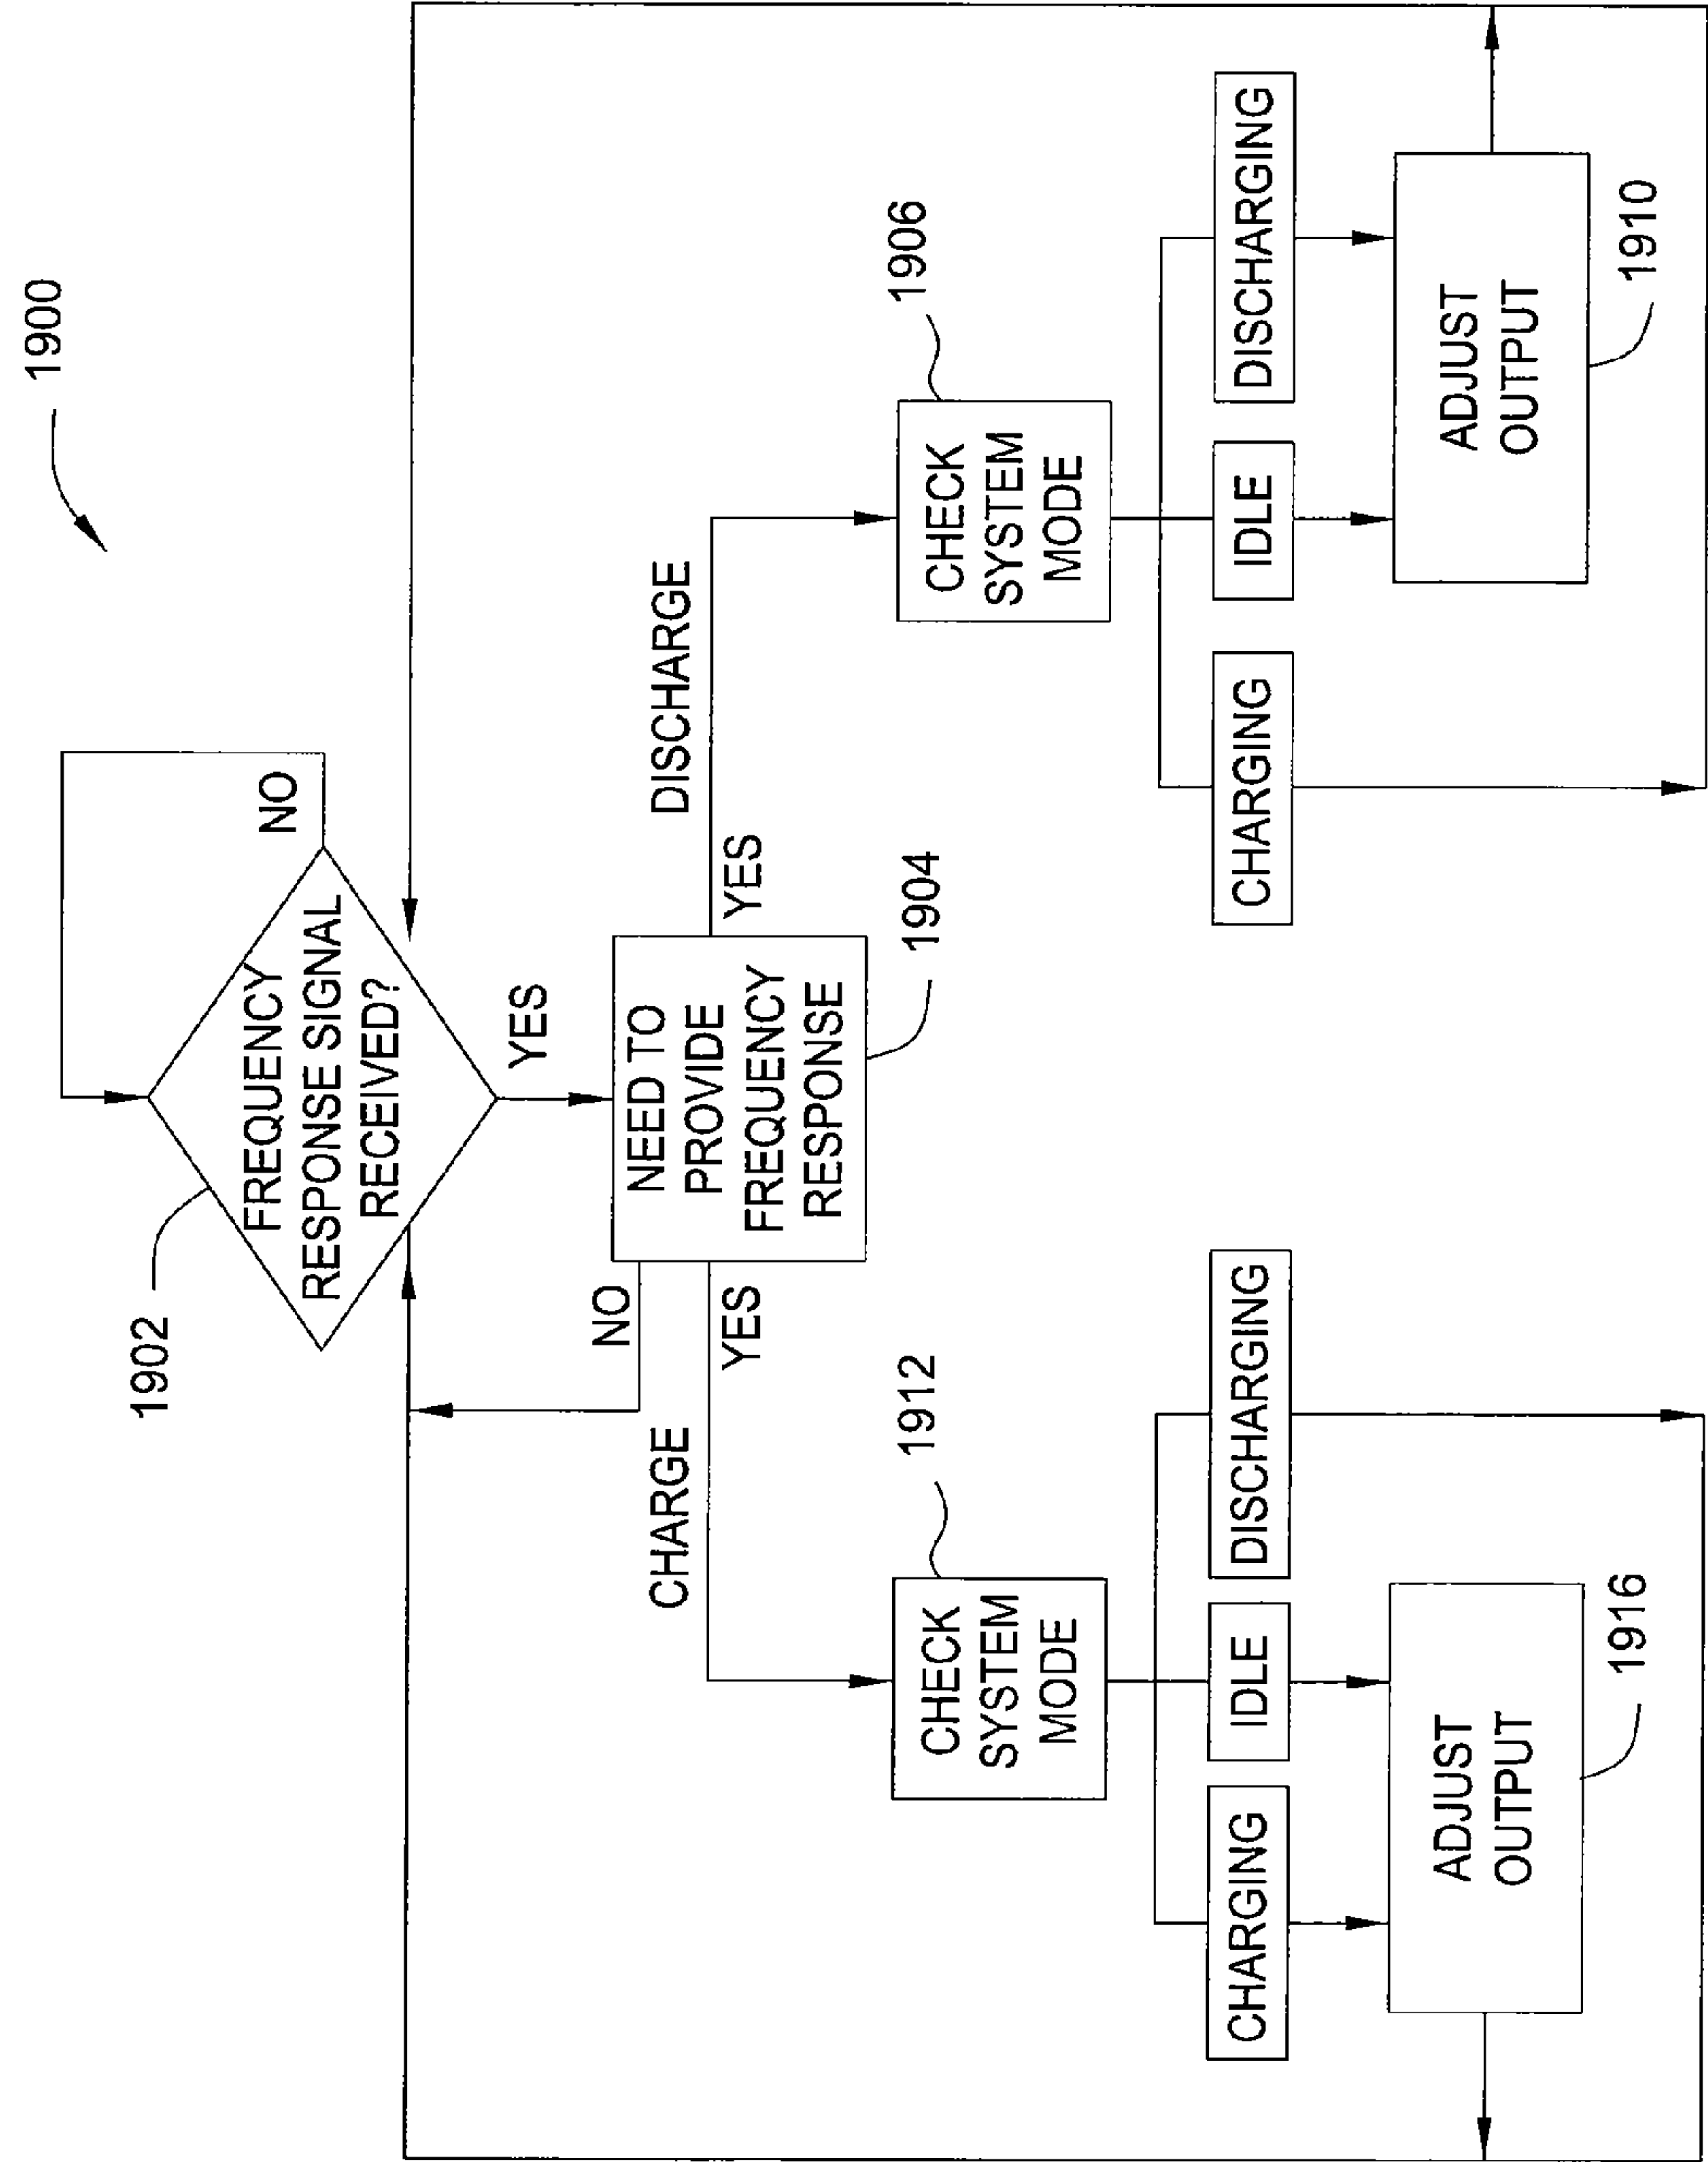 1900
1902
FREQUENCY
RESPONSE SIGNAL
RECEIVED?
NO
YES
NO
NEED TO
PROVIDE
FREQUENCY
RESPONSE
CHARGE
YES
DISCHARGE
YES
1904
1912
CHECK
SYSTEM
MODE
1906
CHECK
SYSTEM
MODE
CHARGING
IDLE
DISCHARGING
CHARGING
IDLE
DISCHARGING
ADJUST
OUTPUT
1916
ADJUST
OUTPUT
1910